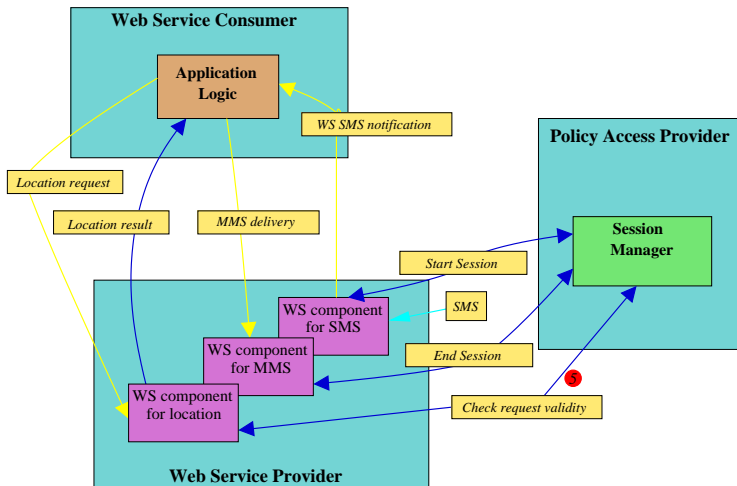 Web Service Consumer
Application
Logic
WS SMS notification
Policy Access Provider
Location request
Location result
MMS delivery
Session
Manager
Start Session
SMS
WS component
for SMS
WS component
for MMS
End Session
5
WS component
for location
Check request validity
Web Service Provider